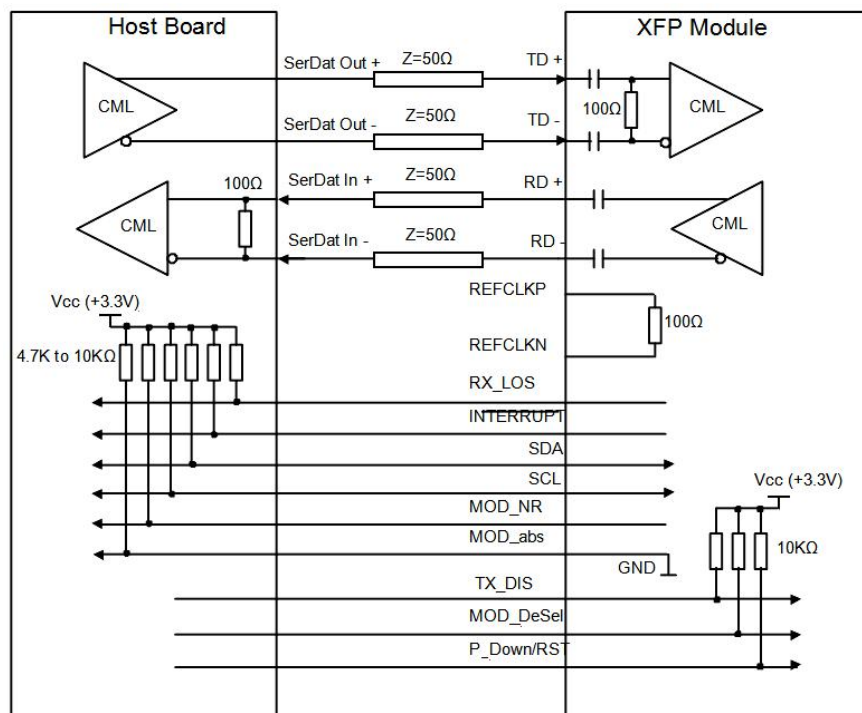 Host Board
XFP Module
SerDat Out +
Z=50Ω
TD +
CML
100Ω
CML
SerDat Out -
Z=50Ω
TD -
100Ω
SerDat In +
Z=50Ω
RD +
CML
CML
SerDat In -
Z=50Ω
RD -
REFCLKP
Vcc (+3.3V)
100Ω
REFCLKN
4.7K to 10KΩ
RX_LOS
INTERRUPT
SDA
SCL
Vcc (+3.3V)
MOD_NR
MOD_abs
10KΩ
GND
TX_DIS
MOD_DeSel
P_Down/RST